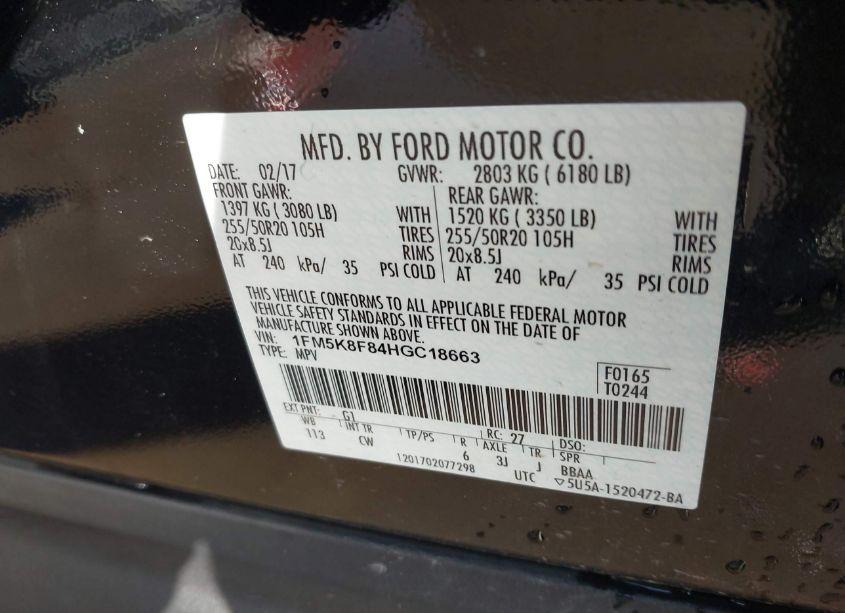 MFD. BY FORD MOTOR CO.
DATE: 02/17 GVWR: 2803 KG ( 6180 LB)
FRONT GAWR: REAR GAWR:
1397 KG ( 3080 LB) WITH 1520 KG ( 3350 LB) WITH
255/50R20 105H TIRES 255/50R20 105H TIRES
20x8.5J RIMS 20x8.5J RIMS
AT 240 kPa/ 35 PSI COLD AT 240 kPa/ 35 PSI COLD
THIS VEHICLE CONFORMS TO ALL APPLICABLE FEDERAL MOTOR
VEHICLE SAFETY STANDARDS IN EFFECT ON THE DATE OF
MANUFACTURE SHOWN ABOVE.
VIN: 1FM5K8F84HGC18663
TYPE: MPV
F0165
T0244
EXT PNT: G1 RC: 27 DSO:
WB INT TR TP/PS R AXLE TR SPR
113 CW 6 3J J BBAA
1201702077298 UTC ▽5U5A-1520472-BA